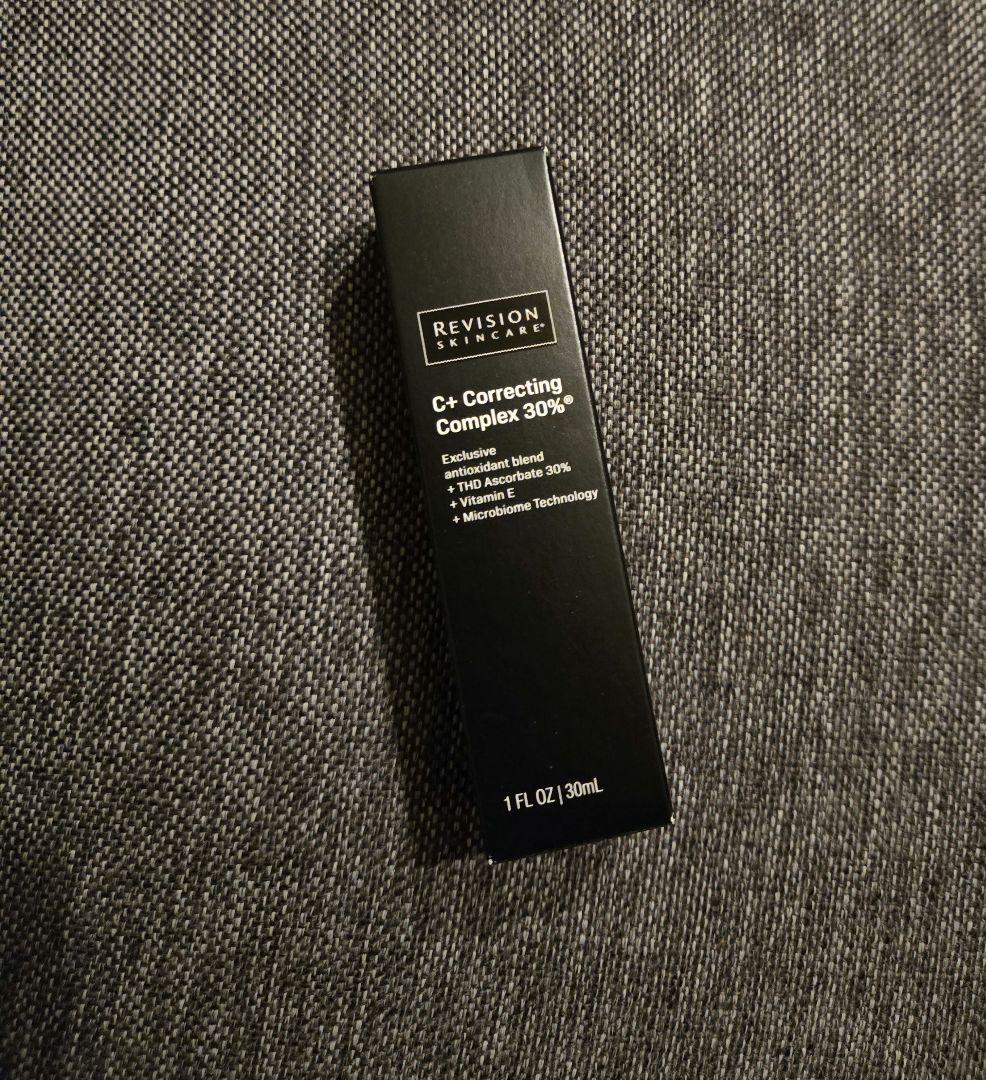 REVISION
SKINCARE®
C+ Correcting
Complex 30%®
Exclusive
antioxidant blend
+ THD Ascorbate 30%
+ Vitamin E
+ Microbiome Technology
1 FL OZ | 30mL